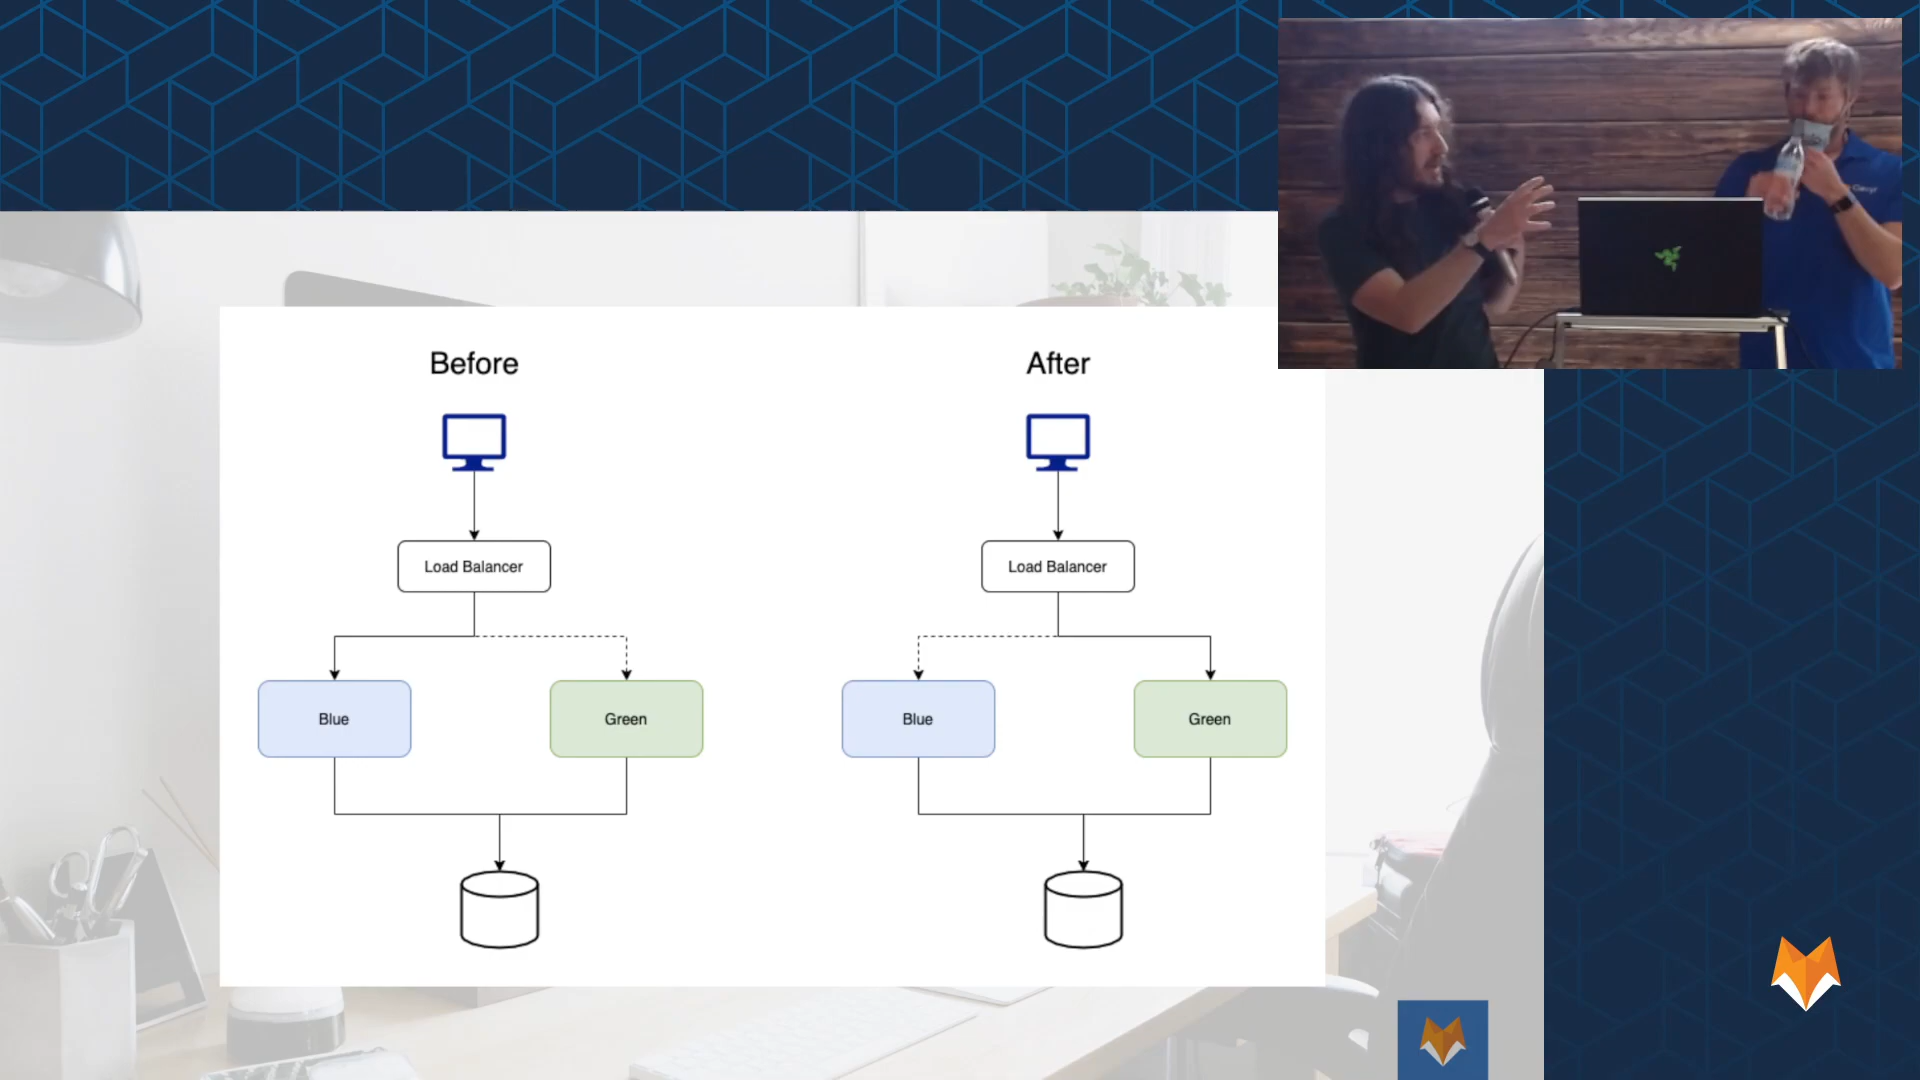 Before
After
Load Balancer
Load Balancer
Blue
Green
Blue
Green